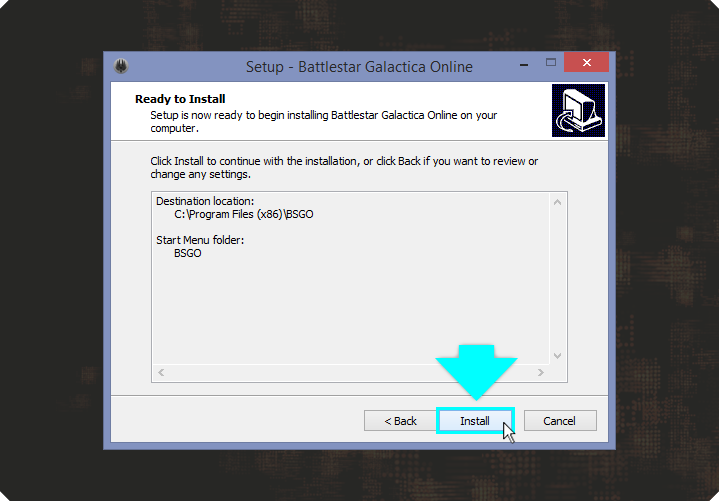 Setup - Battlestar Galactica Online
Ready to Install
Setup is now ready to begin installing Battlestar Galactica Online on your
computer.
Click Install to continue with the installation, or click Back if you want to review or
change any settings.
Destination location:
C:\Program Files (x86)\BSGO
Start Menu folder:
BSGO
< Back
Install
Cancel